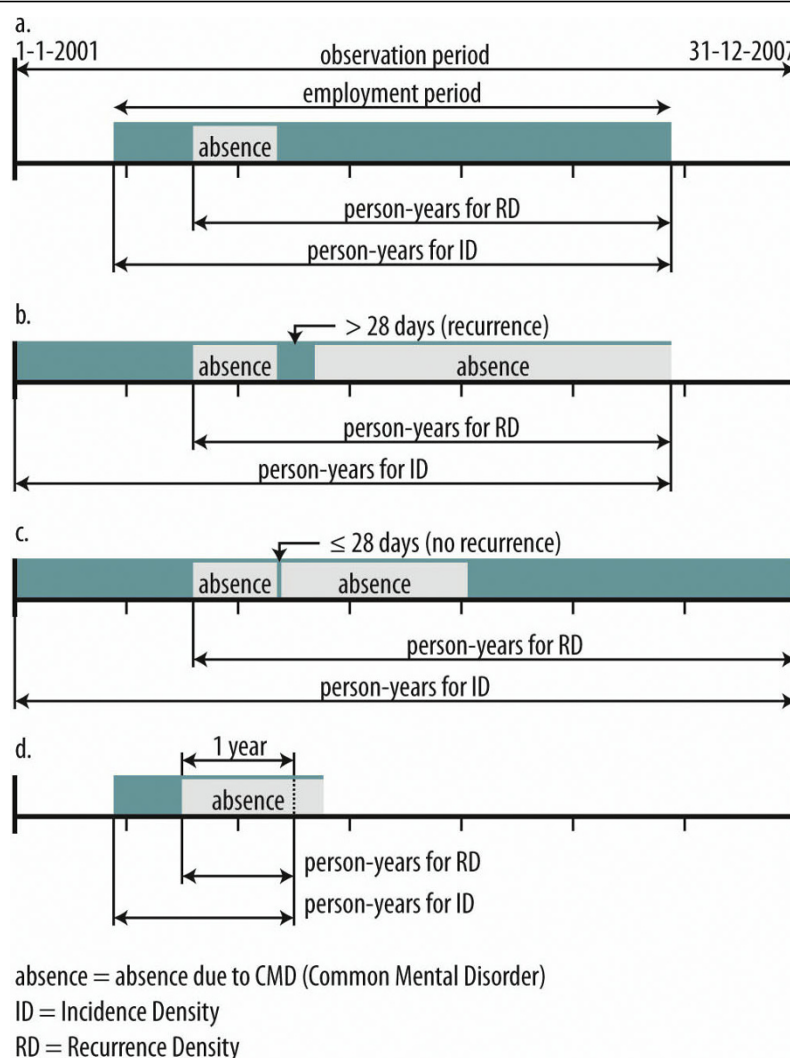 a.
1-1-2001 observation period 31-12-2007
employment period
absence
person-years for RD
person-years for ID
b.
> 28 days (recurrence)
absence absence
person-years for RD
person-years for ID
c.
≤ 28 days (no recurrence)
absence absence
person-years for RD
person-years for ID
d.
1 year
absence
person-years for RD
person-years for ID
absence = absence due to CMD (Common Mental Disorder)
ID = Incidence Density
RD = Recurrence Density